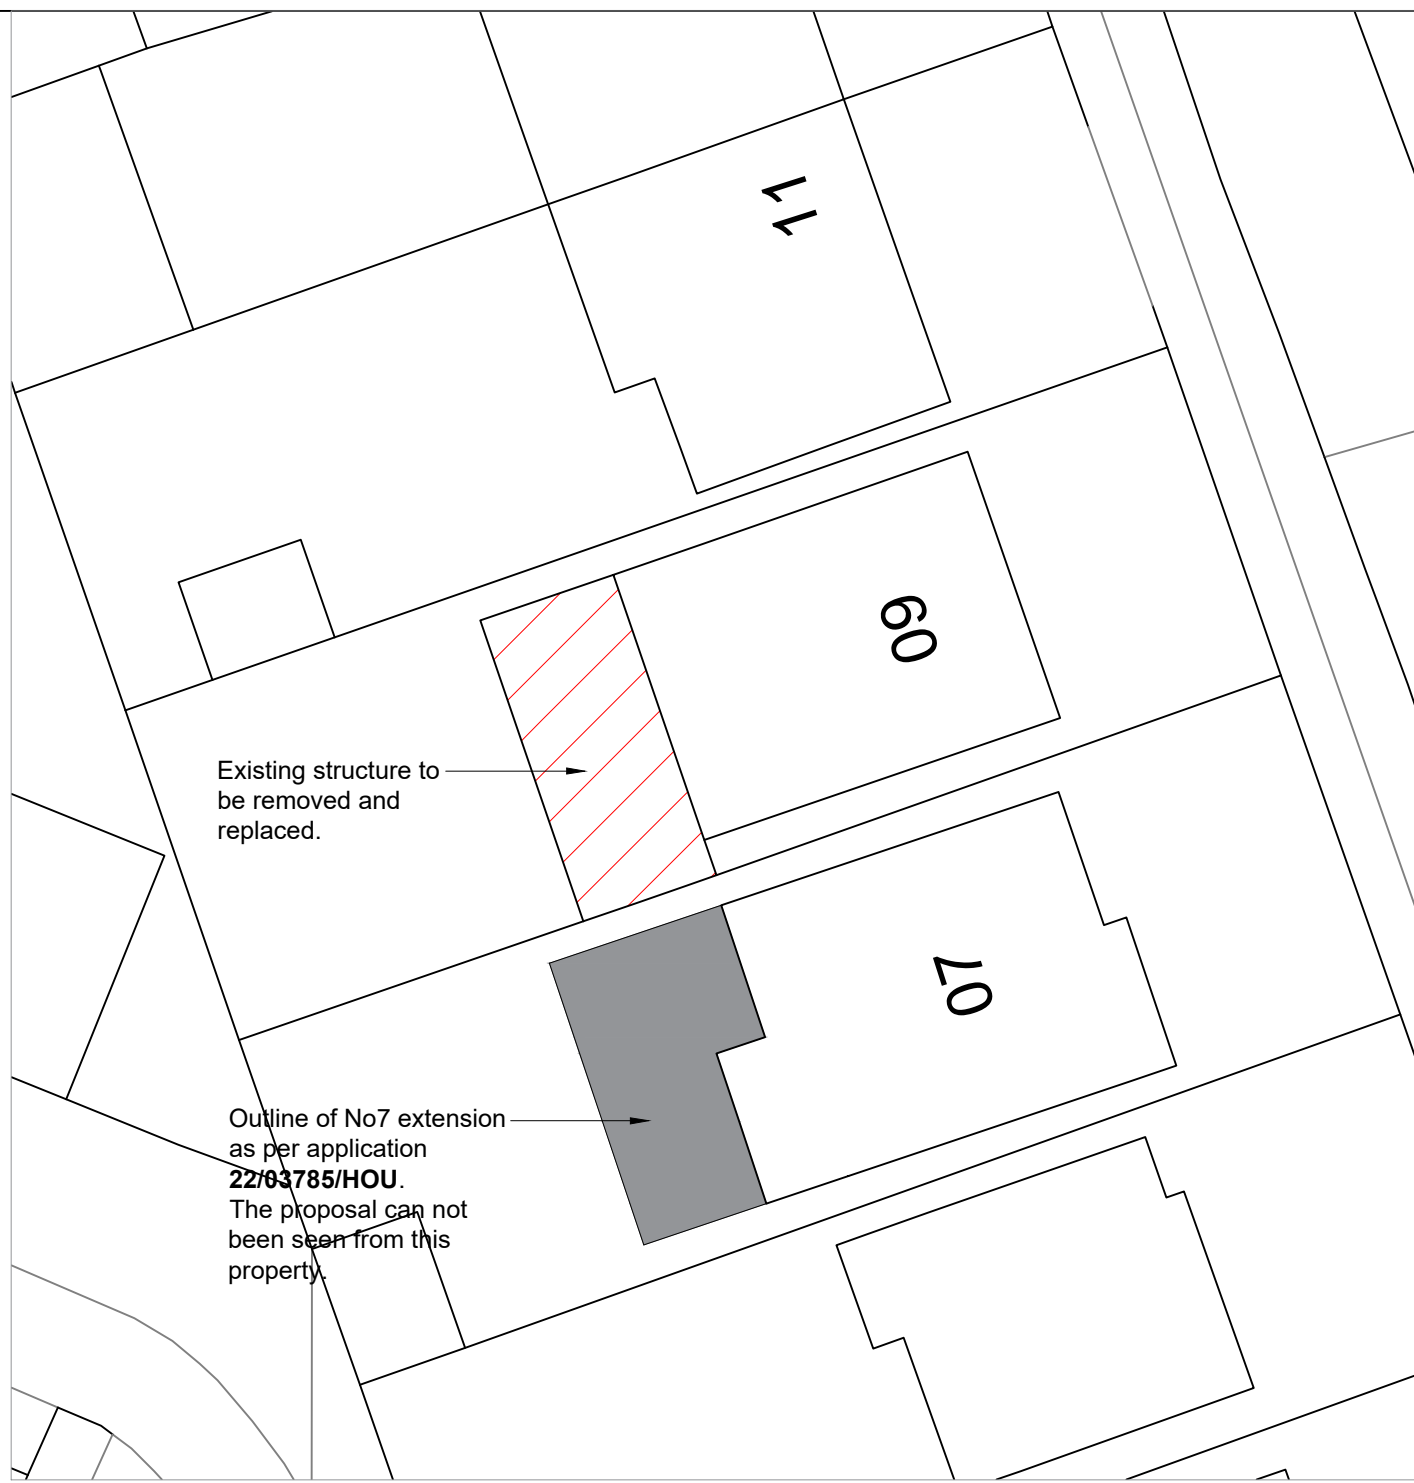 11
09
Existing structure to
be removed and
replaced.
07
Outline of No7 extension
as per application
22/03785/HOU.
The proposal can not
been seen from this
property.